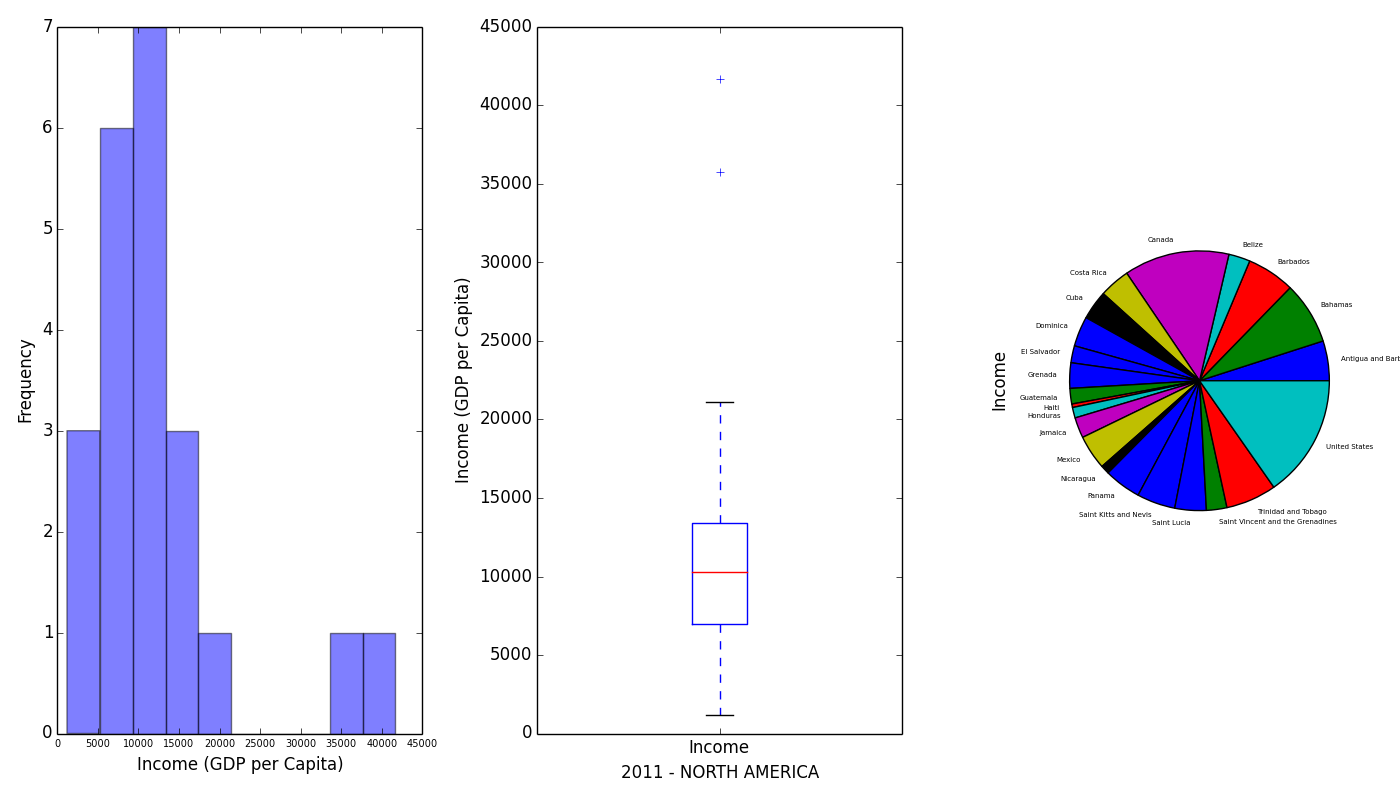 7
6
5
4
3
2
1
0
Frequency
0 5000 10000 15000 20000 25000 30000 35000 40000 45000
Income (GDP per Capita)
45000
40000
35000
30000
25000
20000
15000
10000
5000
0
Income (GDP per Capita)
Income
2011 - NORTH AMERICA
Income
Antigua and Bart
Bahamas
Barbados
Belize
Canada
Costa Rica
Cuba
Dominica
El Salvador
Grenada
Guatemala
Haiti
Honduras
Jamaica
Mexico
Nicaragua
Panama
Saint Kitts and Nevis
Saint Lucia
Saint Vincent and the Grenadines
Trinidad and Tobago
United States